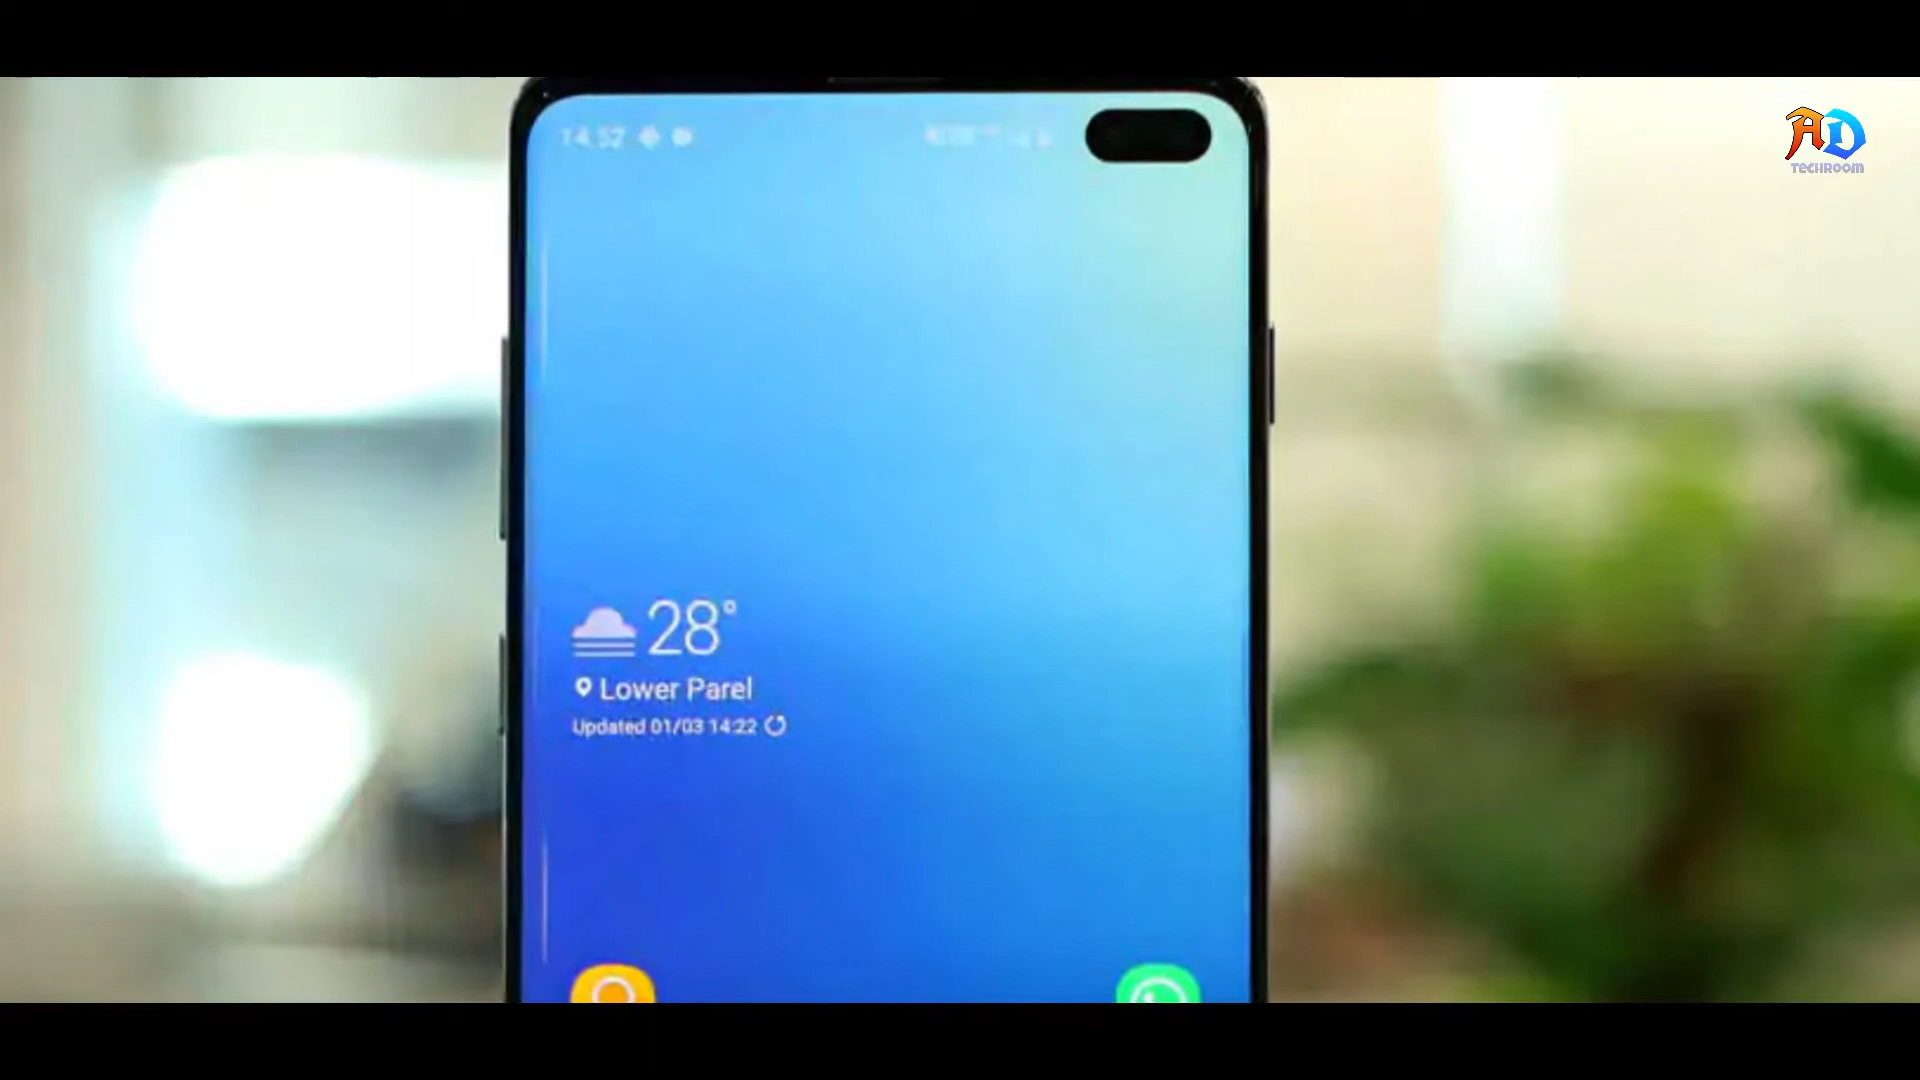 14:52
AD
TECHROOM
28°
Lower Parel
Updated 01/03 14:22